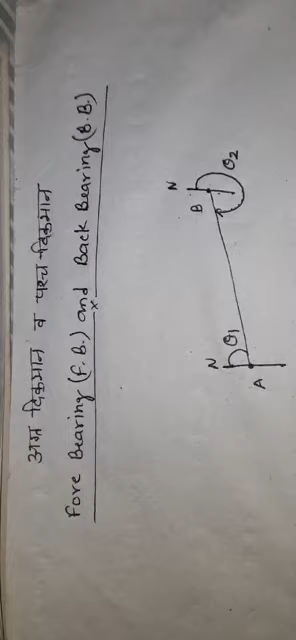 अग्र दिकमान व पश्च दिकमान
Fore Bearing (F.B.) and Back Bearing (B.B.)
N
θ1
A
N
B
θ2